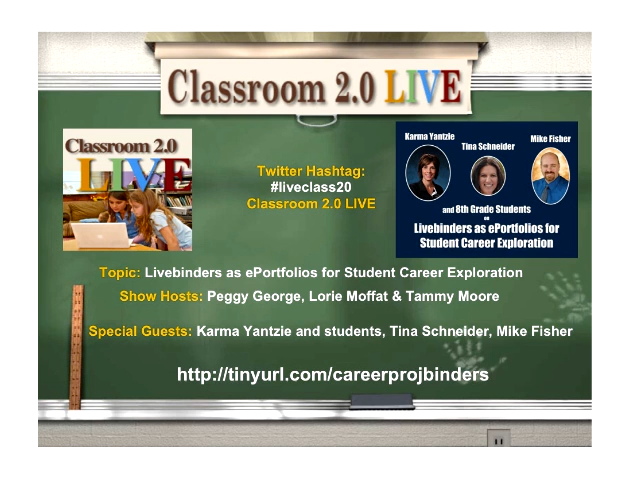 Classroom 2.0 LIVE
Classroom 2.0
LIVE
Twitter Hashtag:
#liveclass20
Classroom 2.0 LIVE
Karma Yantzie
Tina Schneider
Mike Fisher
and 8th Grade Students
on
Livebinders as ePortfolios for
Student Career Exploration
Topic: Livebinders as ePortfolios for Student Career Exploration
Show Hosts: Peggy George, Lorie Moffat & Tammy Moore
Special Guests: Karma Yantzie and students, Tina Schneider, Mike Fisher
http://tinyurl.com/careerprojbinders